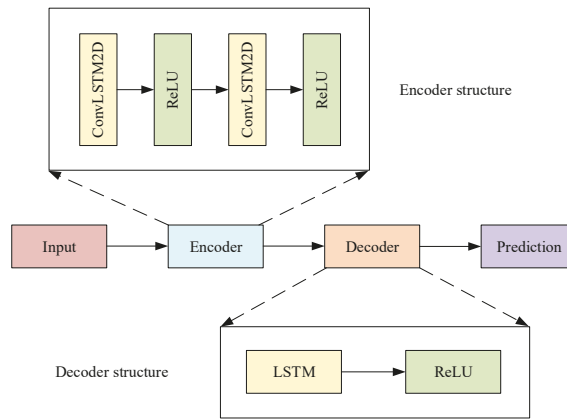 ConvLSTM2D
ReLU
ConvLSTM2D
ReLU
Encoder structure
Input
Encoder
Decoder
Prediction
Decoder structure
LSTM
ReLU